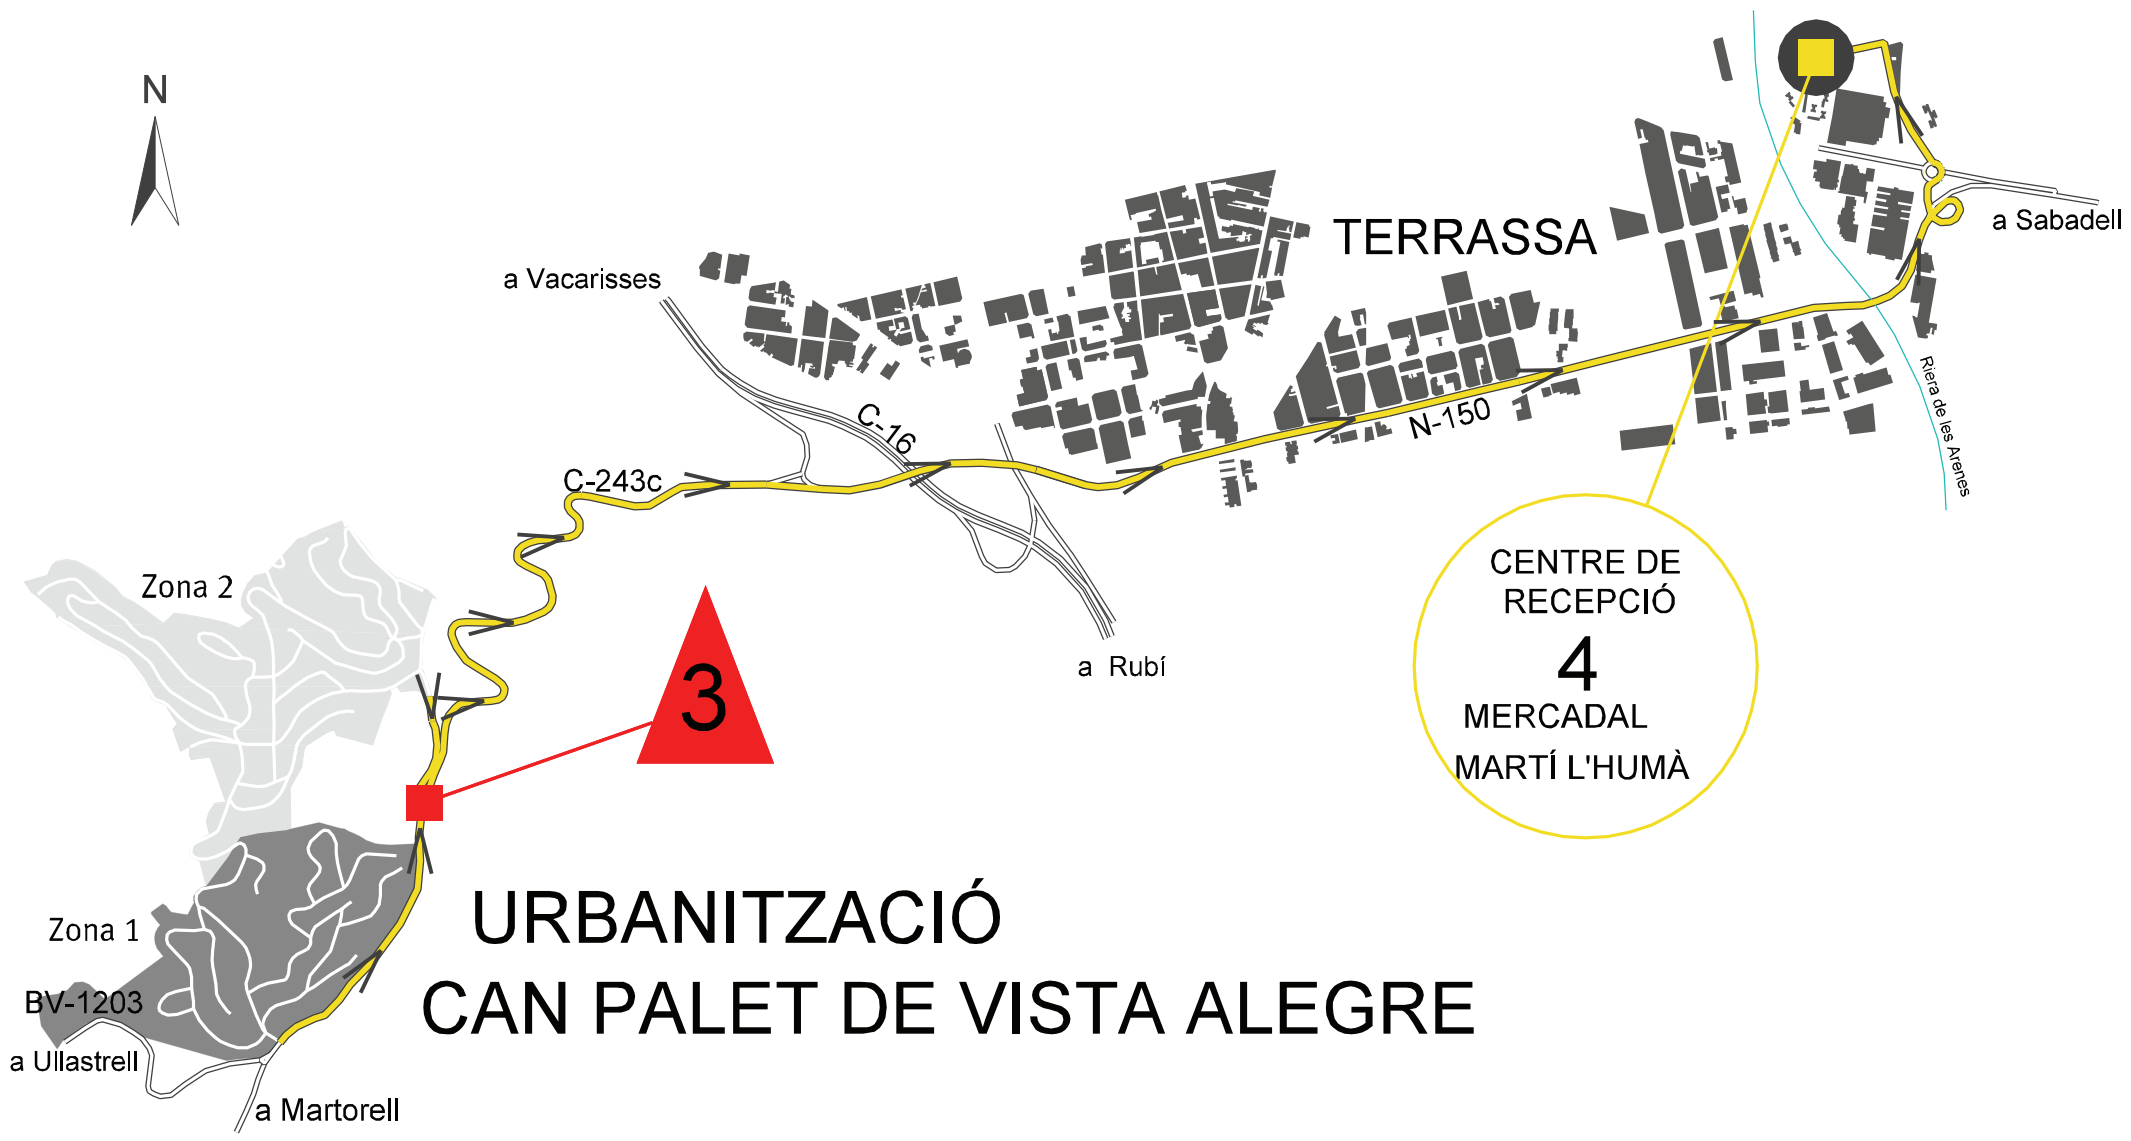 N
TERRASSA
a Sabadell
a Vacarisses
C-16
N-150
Riera de les Arenes
C-243c
Zona 2
CENTRE DE
RECEPCIÓ
4
MERCADAL
MARTÍ L'HUMÀ
a Rubí
3
URBANITZACIÓ
CAN PALET DE VISTA ALEGRE
Zona 1
BV-1203
a Ullastrell
a Martorell